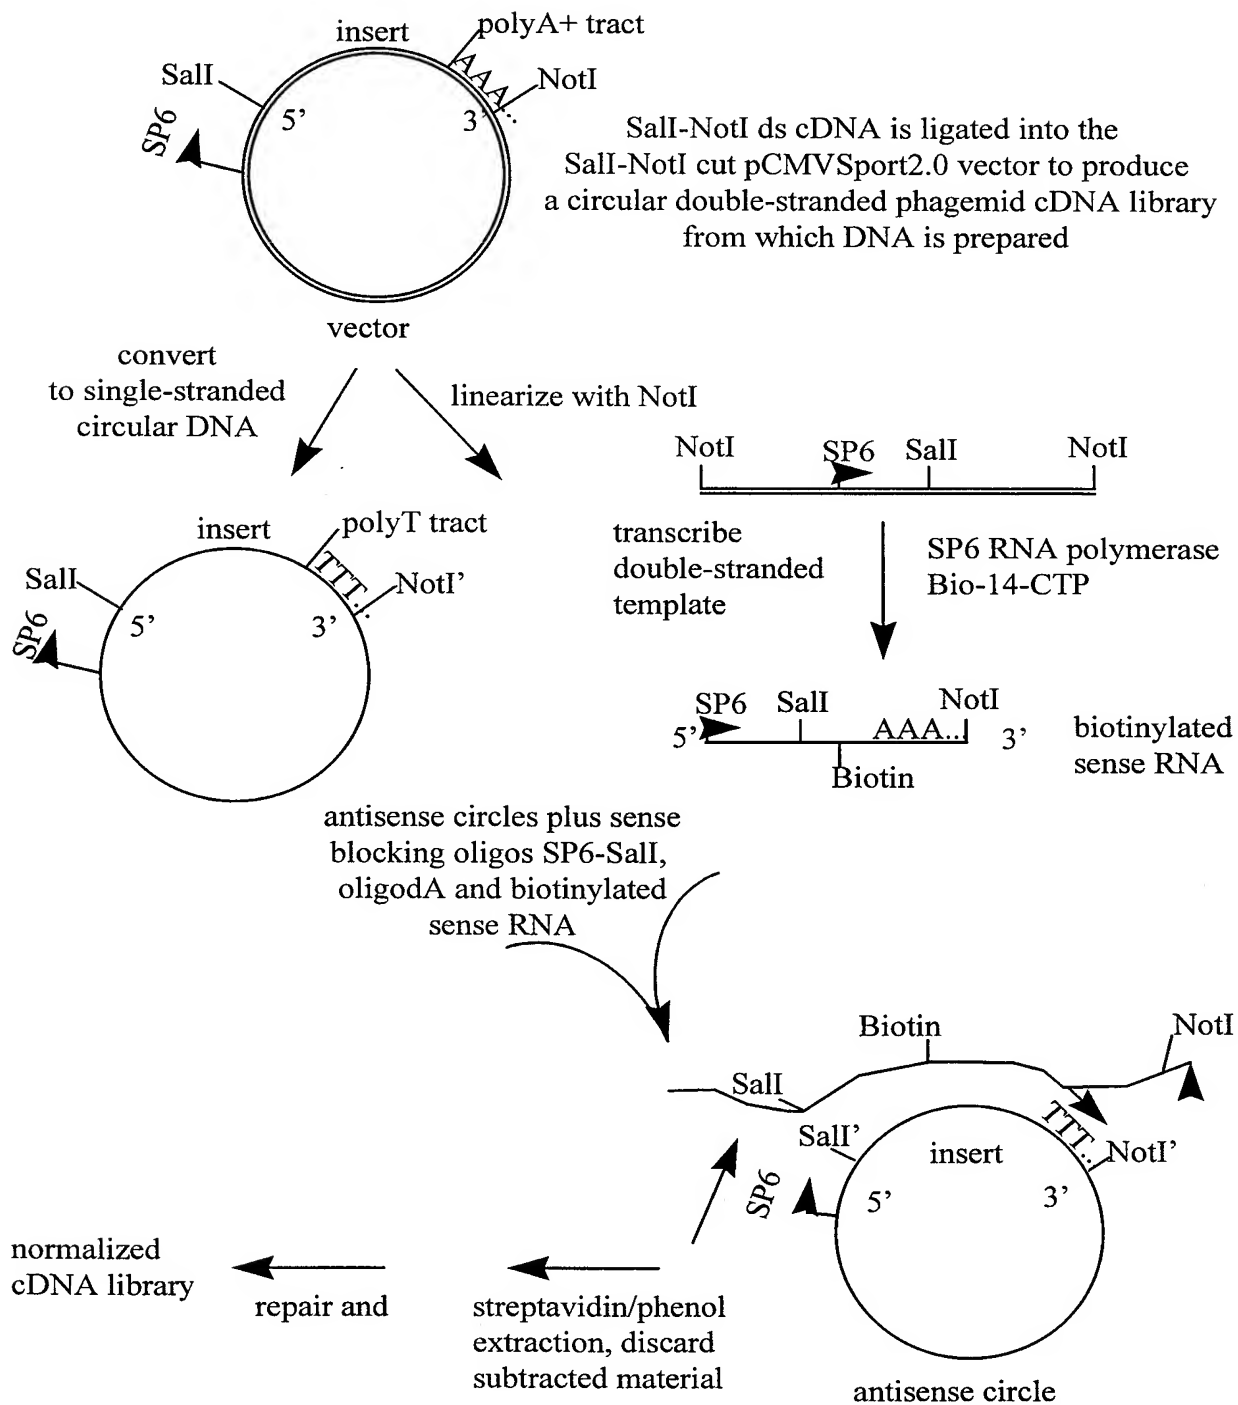 insert
polyA+ tract
AAA...
SalI
NotI
5'
3'
SP6
SalI-NotI ds cDNA is ligated into the
SalI-NotI cut pCMVSport2.0 vector to produce
a circular double-stranded phagemid cDNA library
from which DNA is prepared
vector
convert
to single-stranded
circular DNA
linearize with NotI
NotI
SP6
SalI
NotI
insert
polyT tract
TTT...
SalI
NotI'
5'
3'
SP6
transcribe
double-stranded
template
SP6 RNA polymerase
Bio-14-CTP
SP6
SalI
NotI
5'
AAA...
3'
Biotin
biotinylated
sense RNA
antisense circles plus sense
blocking oligos SP6-SalI,
oligodA and biotinylated
sense RNA
Biotin
NotI
SalI
TTT...
SalI'
insert
NotI'
SP6
5'
3'
normalized
cDNA library
repair and
streptavidin/phenol
extraction, discard
subtracted material
antisense circle